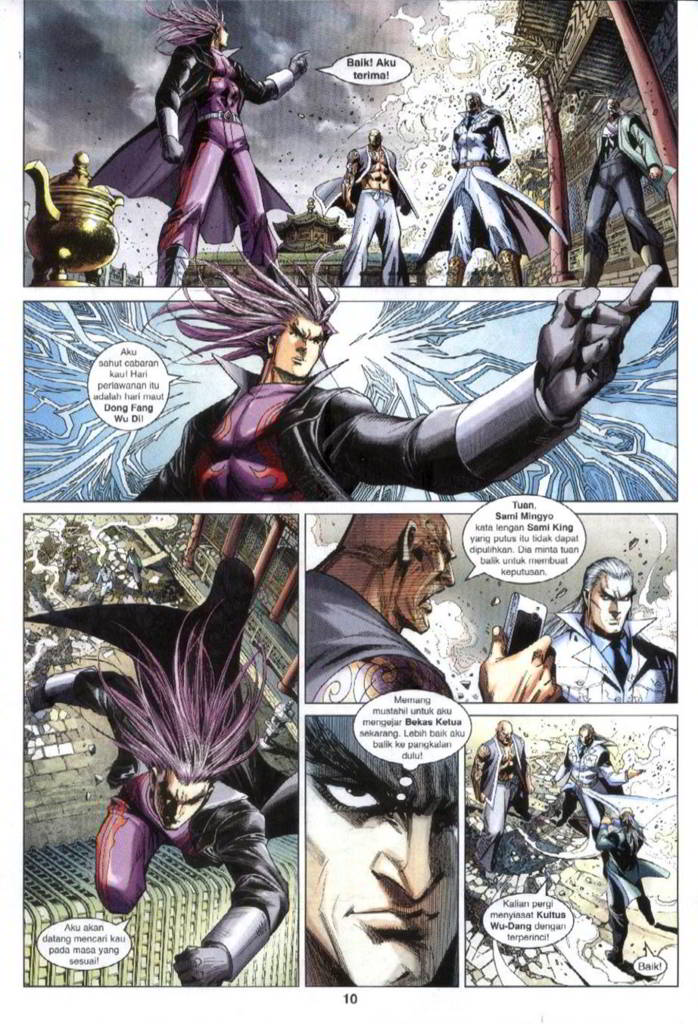 Baik! Aku
terima!
Aku
sahut cabaran
kau! Hari
perlawanan itu
adalah hari maut
Dong Fang
Wu Di!
Tuan,
Sami Mingyo
kata lengan Sami King
yang putus itu tidak dapat
dipulihkan. Dia minta tuan
balik untuk membuat
keputusan.
Aku akan
datang mencari kau
pada masa yang
sesuai!
Memang
mustahil untuk aku
mengejar Bekas Ketua
sekarang. Lebih baik aku
balik ke pangkalan
dulu!
Kalian pergi
menyiasat Kultus
Wu-Dang dengan
terperinci!
Baik!
10